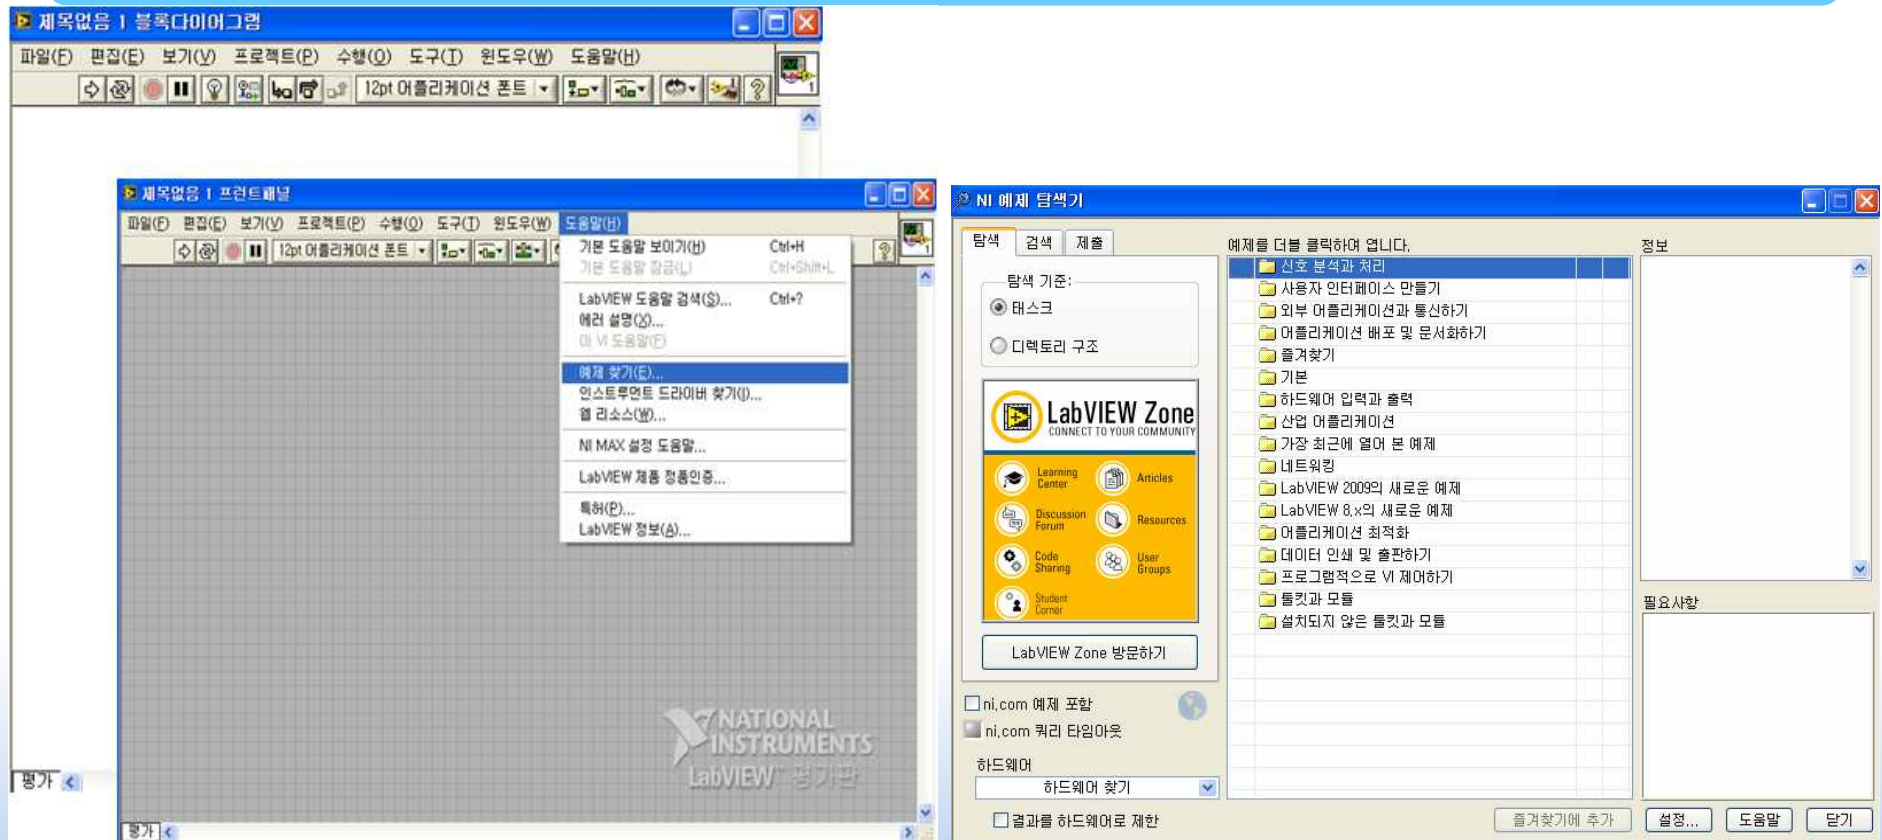 제목없음 1 블록다이어그램
파일(F) 편집(E) 보기(V) 프로젝트(P) 수행(O) 도구(T) 윈도우(W) 도움말(H)
12pt 어플리케이션 폰트
1
평가
제목없음 1 프런트패널
파일(F) 편집(E) 보기(V) 프로젝트(P) 수행(O) 도구(T) 윈도우(W) 도움말(H)
12pt 어플리케이션 폰트
1
기본 도움말 보이기(H) Ctrl+H
기본 도움말 잠금(L) Ctrl+Shift+L
LabVIEW 도움말 검색(S)... Ctrl+?
에러 설명(X)...
이 VI 도움말(F)
예제 찾기(E)...
인스트루먼트 드라이버 찾기(I)...
웹 리소스(W)...
NI MAX 설정 도움말...
LabVIEW 제품 정품인증...
특허(P)...
LabVIEW 정보(A)...
NATIONAL
INSTRUMENTS
LabVIEW™ 평가판
평가
NI 예제 탐색기
탐색 검색 제출
탐색 기준:
태스크
디렉토리 구조
LabVIEW Zone
CONNECT TO YOUR COMMUNITY
Learning Center
Articles
Discussion Forum
Resources
Code Sharing
User Groups
Student Corner
LabVIEW Zone 방문하기
ni.com 예제 포함
ni.com 쿼리 타임아웃
하드웨어
하드웨어 찾기
결과를 하드웨어로 제한
예제를 더블 클릭하여 엽니다.
신호 분석과 처리
사용자 인터페이스 만들기
외부 어플리케이션과 통신하기
어플리케이션 배포 및 문서화하기
즐겨찾기
기본
하드웨어 입력과 출력
산업 어플리케이션
가장 최근에 열어 본 예제
네트워킹
LabVIEW 2009의 새로운 예제
LabVIEW 8.x의 새로운 예제
어플리케이션 최적화
데이터 인쇄 및 출판하기
프로그램적으로 VI 제어하기
툴킷과 모듈
설치되지 않은 툴킷과 모듈
정보
필요사항
즐겨찾기에 추가 설정... 도움말 닫기